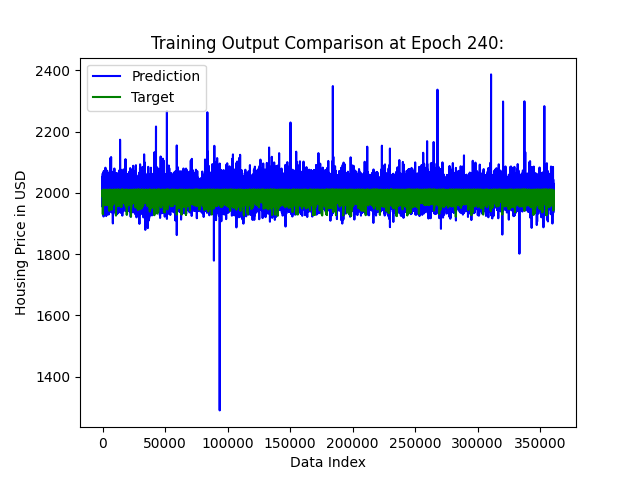 Training Output Comparison at Epoch 240:
Prediction
Target
Housing Price in USD
2400
2200
2000
1800
1600
1400
0
50000
100000
150000
200000
250000
300000
350000
Data Index